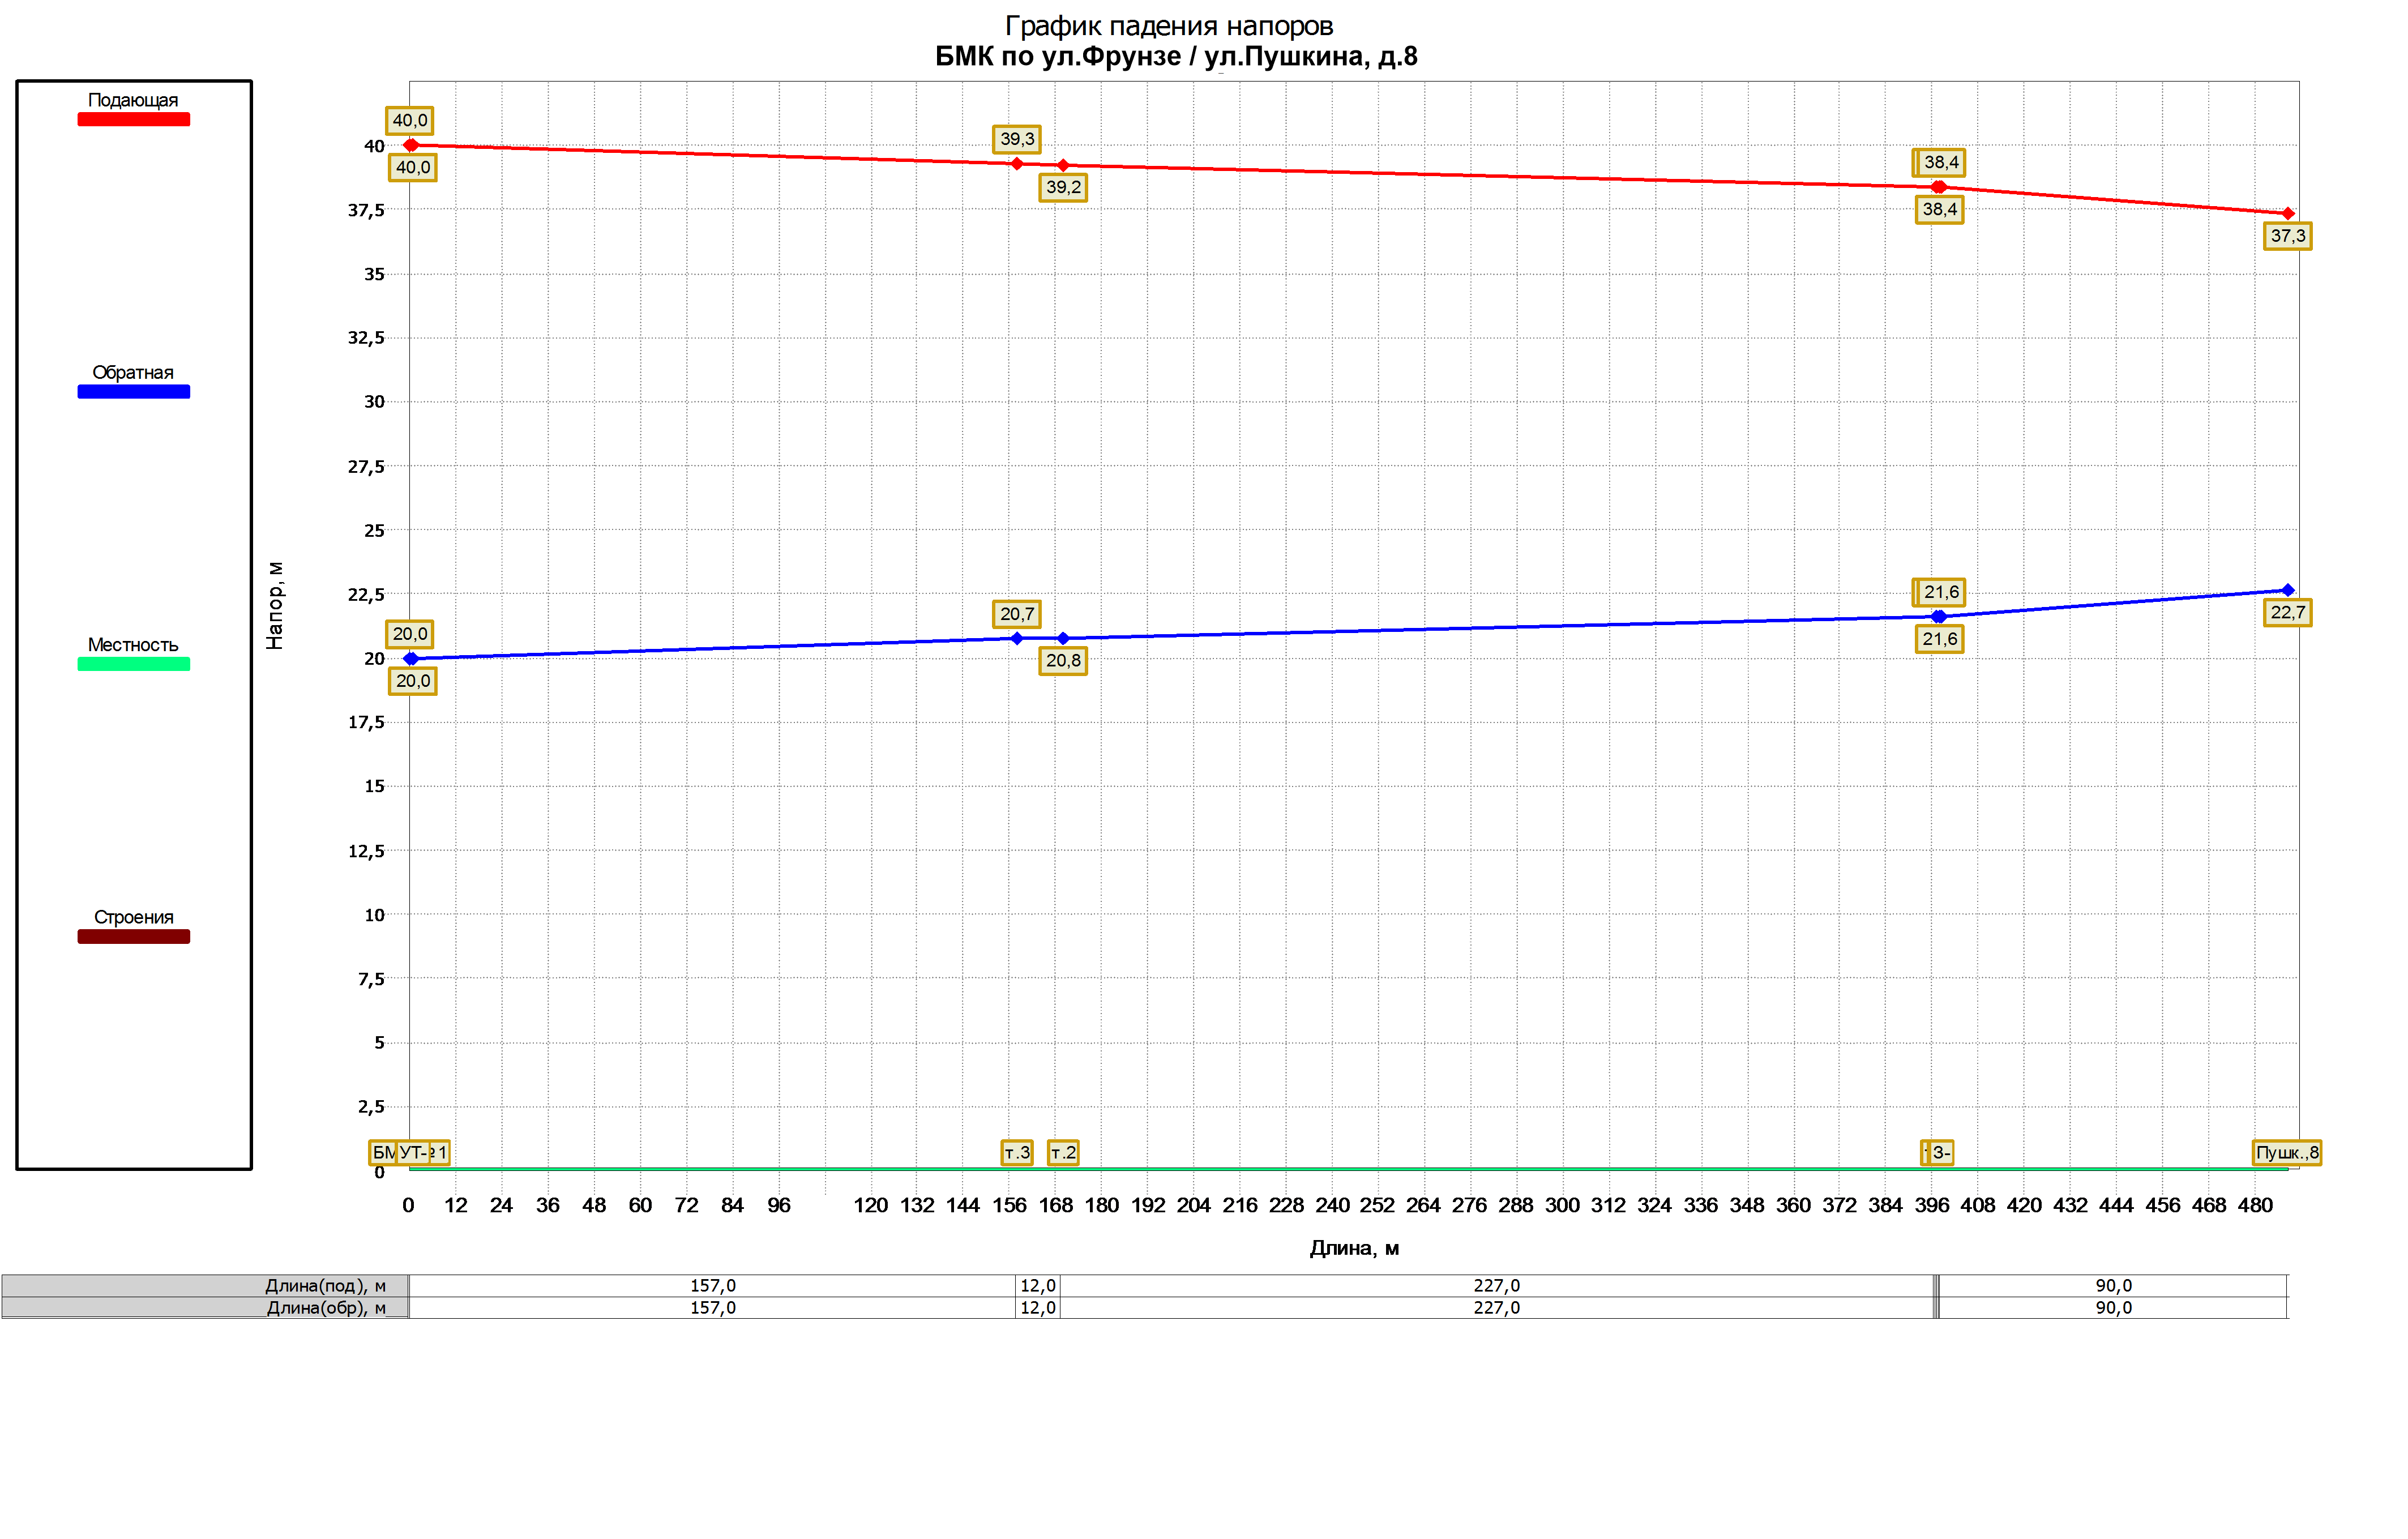 График падения напоров
БМК по ул.Фрунзе / ул.Пушкина, д.8
Подающая
Обратная
Местность
Строения
Напор, м
40
37,5
35
32,5
30
27,5
25
22,5
20
17,5
15
12,5
10
7,5
5
2,5
0
40,0
40,0
39,3
39,2
38,4
38,4
37,3
20,0
20,0
20,7
20,8
21,6
21,6
22,7
УТ- т.3 т.2 3- Пушк.,8
0 12 24 36 48 60 72 84 96 120 132 144 156 168 180 192 204 216 228 240 252 264 276 288 300 312 324 336 348 360 372 384 396 408 420 432 444 456 468 480
Длина, м
Длина(под), м 157,0 12,0 227,0 90,0
Длина(обр), м 157,0 12,0 227,0 90,0